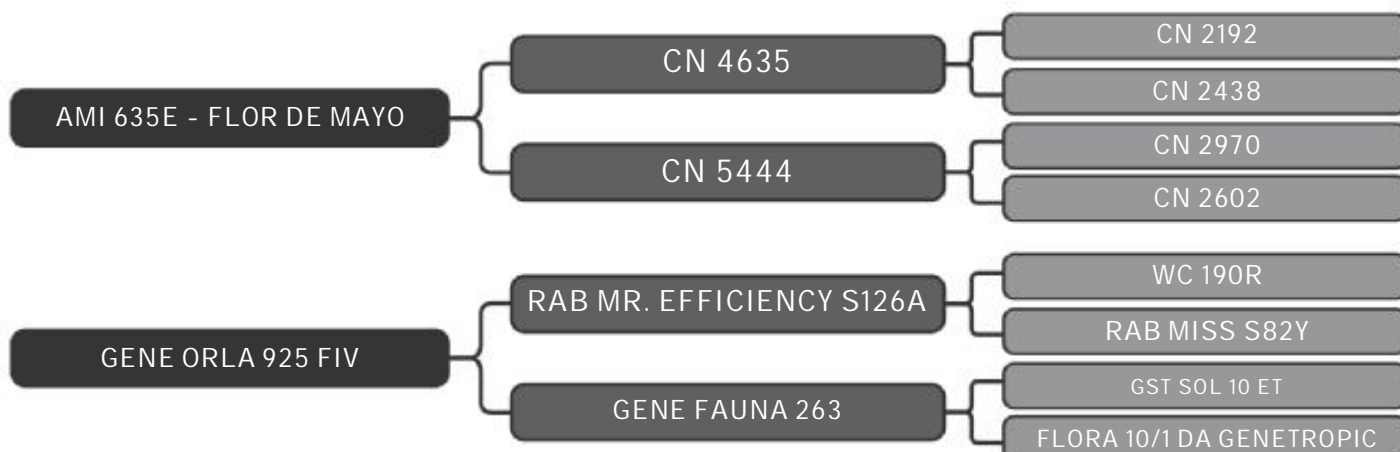 AMI 635E - FLOR DE MAYO
CN 4635
CN 2192
CN 2438
CN 5444
CN 2970
CN 2602
GENE ORLA 925 FIV
RAB MR. EFFICIENCY S126A
WC 190R
RAB MISS S82Y
GENE FAUNA 263
GST SOL 10 ET
FLORA 10/1 DA GENETROPIC